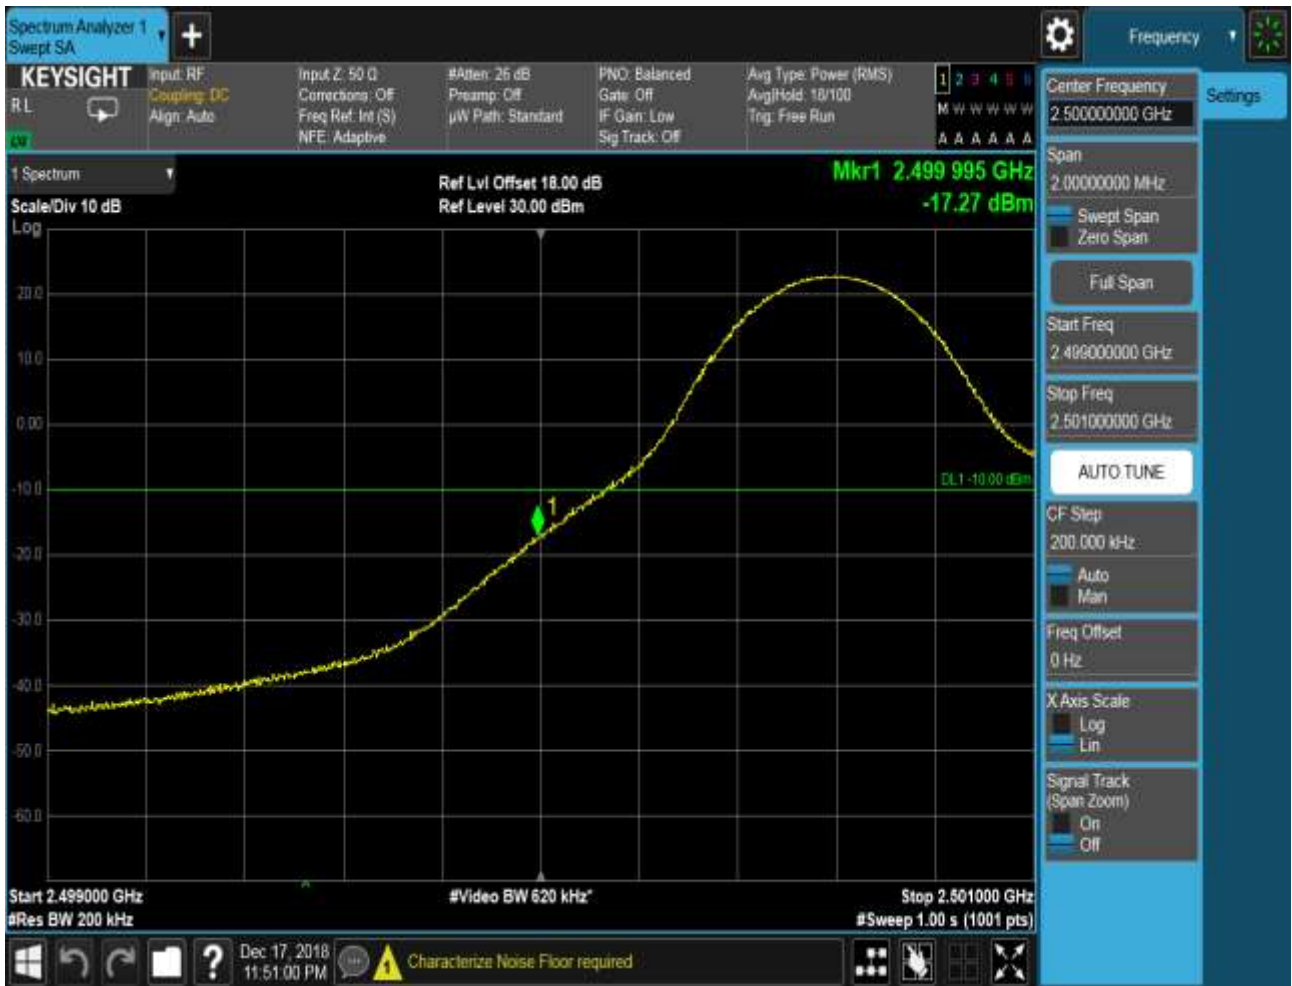 Spectrum Analyzer 1
Swept SA
Frequency
KEYSIGHT
RL
Input: RF
Coupling: DC
Align: Auto
Input Z: 50 Ω
Corrections: Off
Freq Ref: Int (S)
NFE: Adaptive
#Atten: 26 dB
Preamp: Off
µW Path: Standard
PNO: Balanced
Gate: Off
IF Gain: Low
Sig Track: Off
Avg Type: Power (RMS)
Avg|Hold: 18/100
Trig: Free Run
1 2 3 4 5 6
M W W W W W
A A A A A A
1 Spectrum
Scale/Div 10 dB
Log
Ref Lvl Offset 18.00 dB
Ref Level 30.00 dBm
Mkr1 2.499 995 GHz
-17.27 dBm
20.0
10.0
0.00
-10.0
-20.0
-30.0
-40.0
-50.0
-60.0
1
DL1 -10.00 dBm
Start 2.499000 GHz
#Res BW 200 kHz
#Video BW 620 kHz*
Stop 2.501000 GHz
#Sweep 1.00 s (1001 pts)
Settings
Center Frequency
2.500000000 GHz
Span
2.00000000 MHz
Swept Span
Zero Span
Full Span
Start Freq
2.499000000 GHz
Stop Freq
2.501000000 GHz
AUTO TUNE
CF Step
200.000 kHz
Auto
Man
Freq Offset
0 Hz
X Axis Scale
Log
Lin
Signal Track
(Span Zoom)
On
Off
?
Dec 17, 2018
11:51:00 PM
1
Characterize Noise Floor required